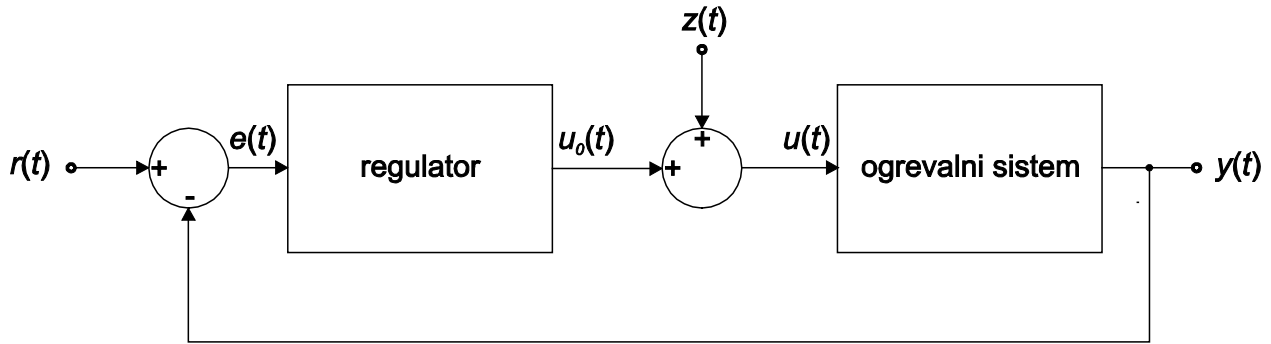 z(t)
r(t)
+
-
e(t)
regulator
u₀(t)
+
+
u(t)
ogrevalni sistem
y(t)